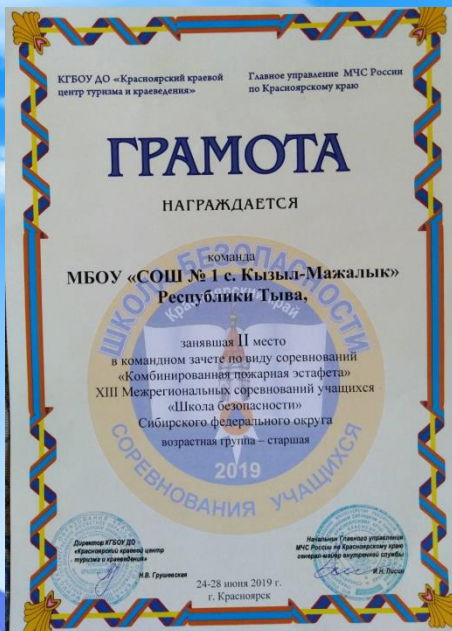 КГБОУ ДО «Красноярский краевой
центр туризма и краеведения»
Главное управление МЧС России
по Красноярскому краю
ГРАМОТА
НАГРАЖДАЕТСЯ
команда
МБОУ «СОШ № 1 с. Кызыл-Мажалык»
Республики Тыва,
занявшая II место
в командном зачете по виду соревнований
«Комбинированная пожарная эстафета»
XIII Межрегиональных соревнований учащихся
«Школа безопасности»
Сибирского федерального округа
возрастная группа – старшая
ШКОЛА БЕЗОПАСНОСТИ
Красноярский край
2019
СОРЕВНОВАНИЯ УЧАЩИХСЯ
Директор КГБОУ ДО
«Красноярский краевой центр
туризма и краеведения»
Н.В. Грушевская
Начальник Главного управления
МЧС России по Красноярскому краю
генерал-майор внутренней службы
И.Н. Лисин
24-28 июня 2019 г.
г. Красноярск